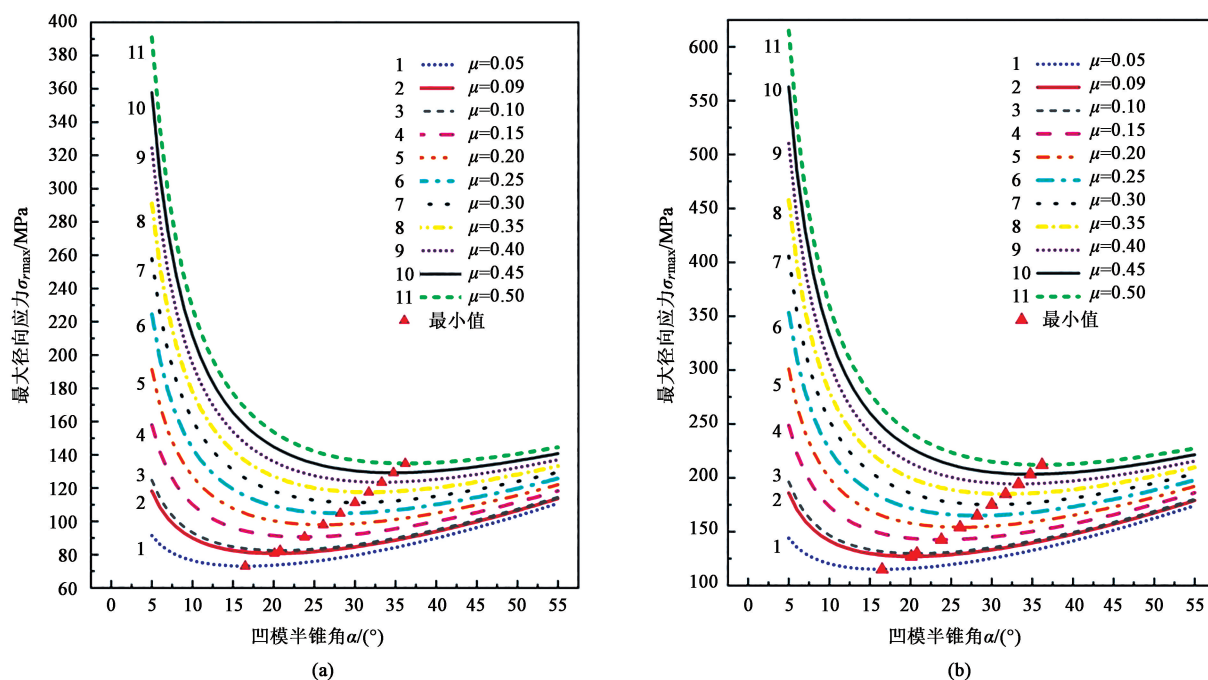 最大径向应力σrmax/MPa
400
380
360
340
320
300
280
260
240
220
200
180
160
140
120
100
80
60
11
10
9
8
7
6
5
4
3
2
1
1 μ=0.05
2 μ=0.09
3 μ=0.10
4 μ=0.15
5 μ=0.20
6 μ=0.25
7 μ=0.30
8 μ=0.35
9 μ=0.40
10 μ=0.45
11 μ=0.50
最小值
0 5 10 15 20 25 30 35 40 45 50 55
凹模半锥角α/(°)
(a)
最大径向应力σrmax/MPa
600
550
500
450
400
350
300
250
200
150
100
11
10
9
8
7
6
5
4
3
2
1
1 μ=0.05
2 μ=0.09
3 μ=0.10
4 μ=0.15
5 μ=0.20
6 μ=0.25
7 μ=0.30
8 μ=0.35
9 μ=0.40
10 μ=0.45
11 μ=0.50
最小值
0 5 10 15 20 25 30 35 40 45 50 55
凹模半锥角α/(°)
(b)